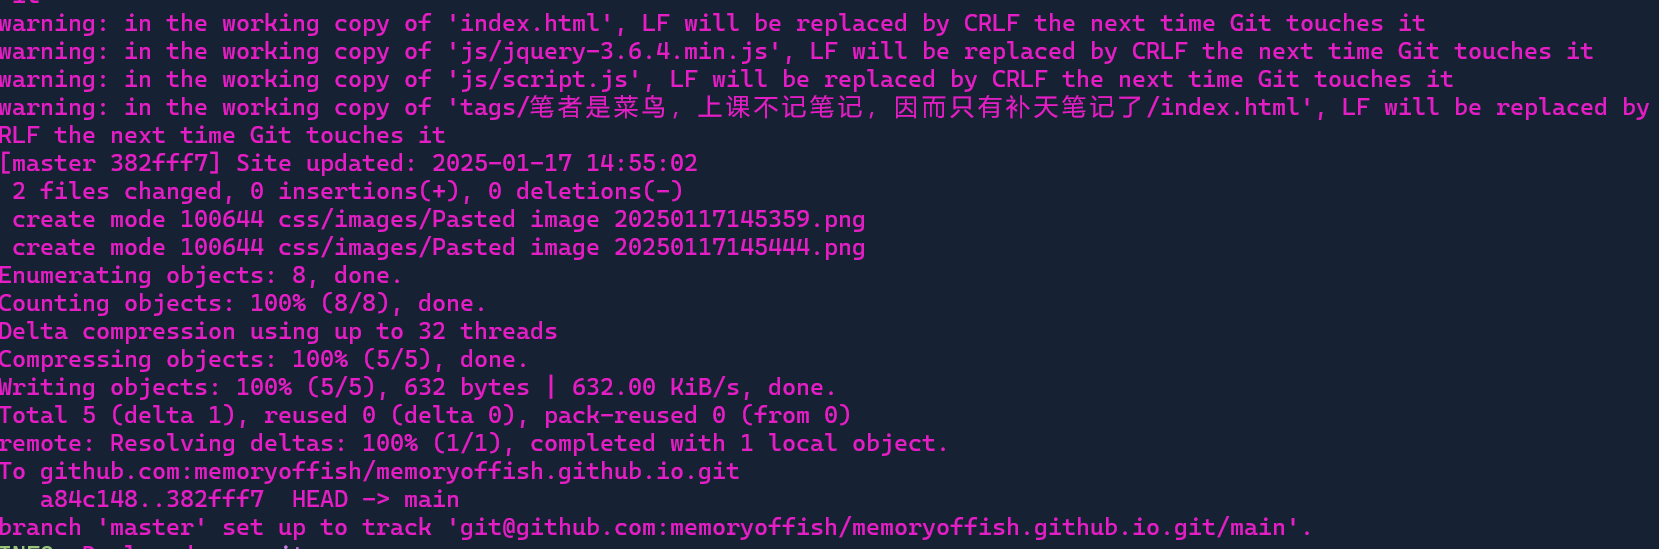 warning: in the working copy of 'index.html', LF will be replaced by CRLF the next time Git touches it
warning: in the working copy of 'js/jquery-3.6.4.min.js', LF will be replaced by CRLF the next time Git touches it
warning: in the working copy of 'js/script.js', LF will be replaced by CRLF the next time Git touches it
warning: in the working copy of 'tags/笔者是菜鸟，上课不记笔记，因而只有补天笔记了/index.html', LF will be replaced by
RLF the next time Git touches it
[master 382fff7] Site updated: 2025-01-17 14:55:02
 2 files changed, 0 insertions(+), 0 deletions(-)
 create mode 100644 css/images/Pasted image 20250117145359.png
 create mode 100644 css/images/Pasted image 20250117145444.png
Enumerating objects: 8, done.
Counting objects: 100% (8/8), done.
Delta compression using up to 32 threads
Compressing objects: 100% (5/5), done.
Writing objects: 100% (5/5), 632 bytes | 632.00 KiB/s, done.
Total 5 (delta 1), reused 0 (delta 0), pack-reused 0 (from 0)
remote: Resolving deltas: 100% (1/1), completed with 1 local object.
To github.com:memoryoffish/memoryoffish.github.io.git
   a84c148..382fff7  HEAD -> main
branch 'master' set up to track 'git@github.com:memoryoffish/memoryoffish.github.io.git/main'.